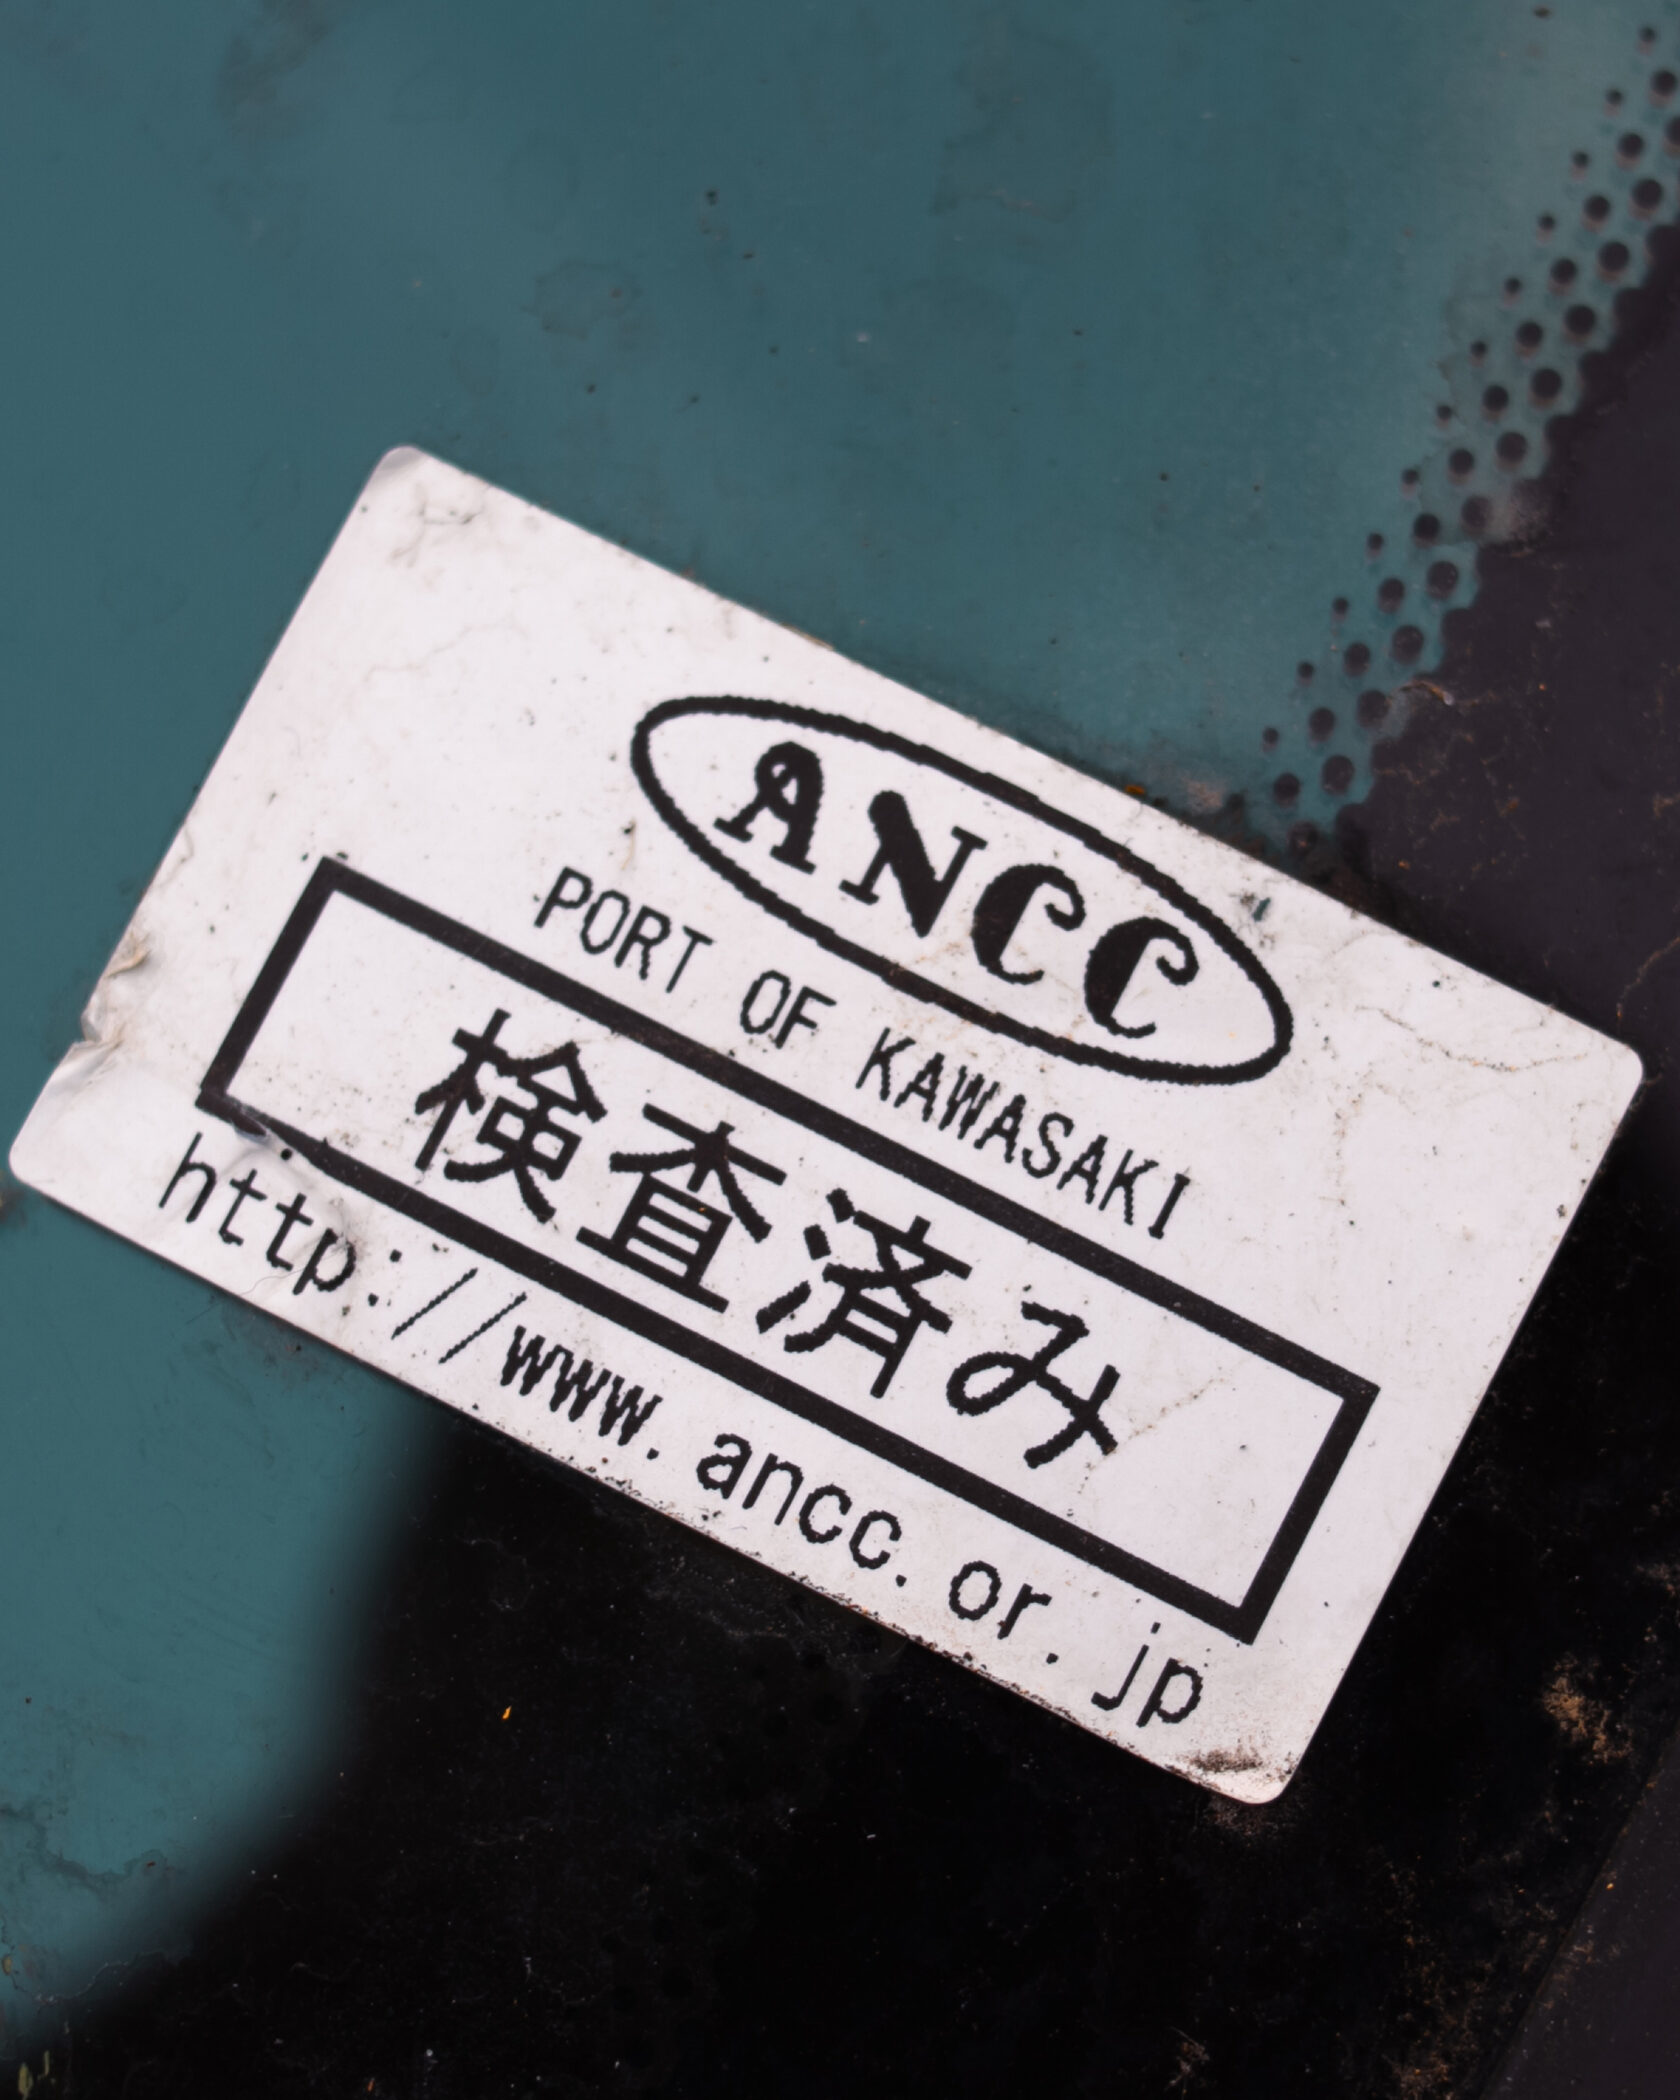 ANCC
PORT OF KAWASAKI
検査済み
http://www.ancc.or.jp